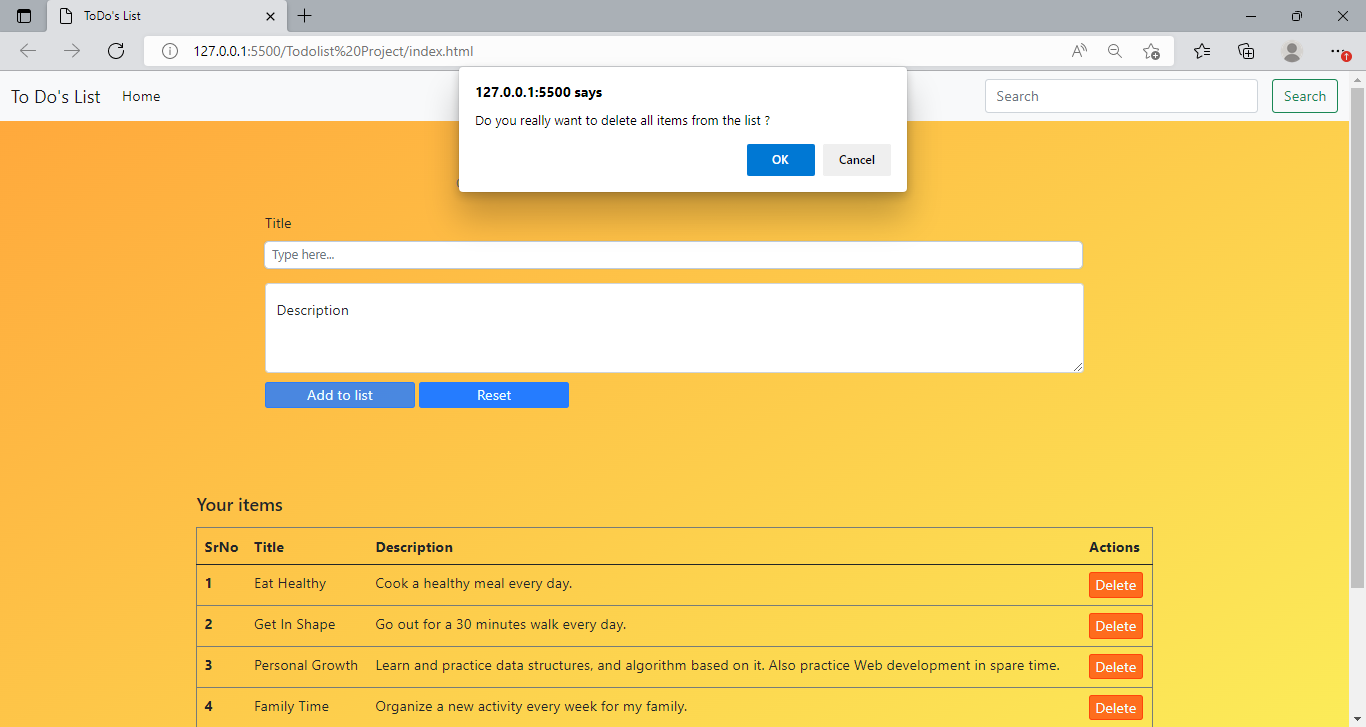 ToDo's List
127.0.0.1:5500/Todolist%20Project/index.html
To Do's List Home Search Search
127.0.0.1:5500 says
Do you really want to delete all items from the list ?
OK Cancel
Title
Type here...
Description
Add to list Reset
Your items
SrNo Title Description Actions
1 Eat Healthy Cook a healthy meal every day. Delete
2 Get In Shape Go out for a 30 minutes walk every day. Delete
3 Personal Growth Learn and practice data structures, and algorithm based on it. Also practice Web development in spare time. Delete
4 Family Time Organize a new activity every week for my family. Delete